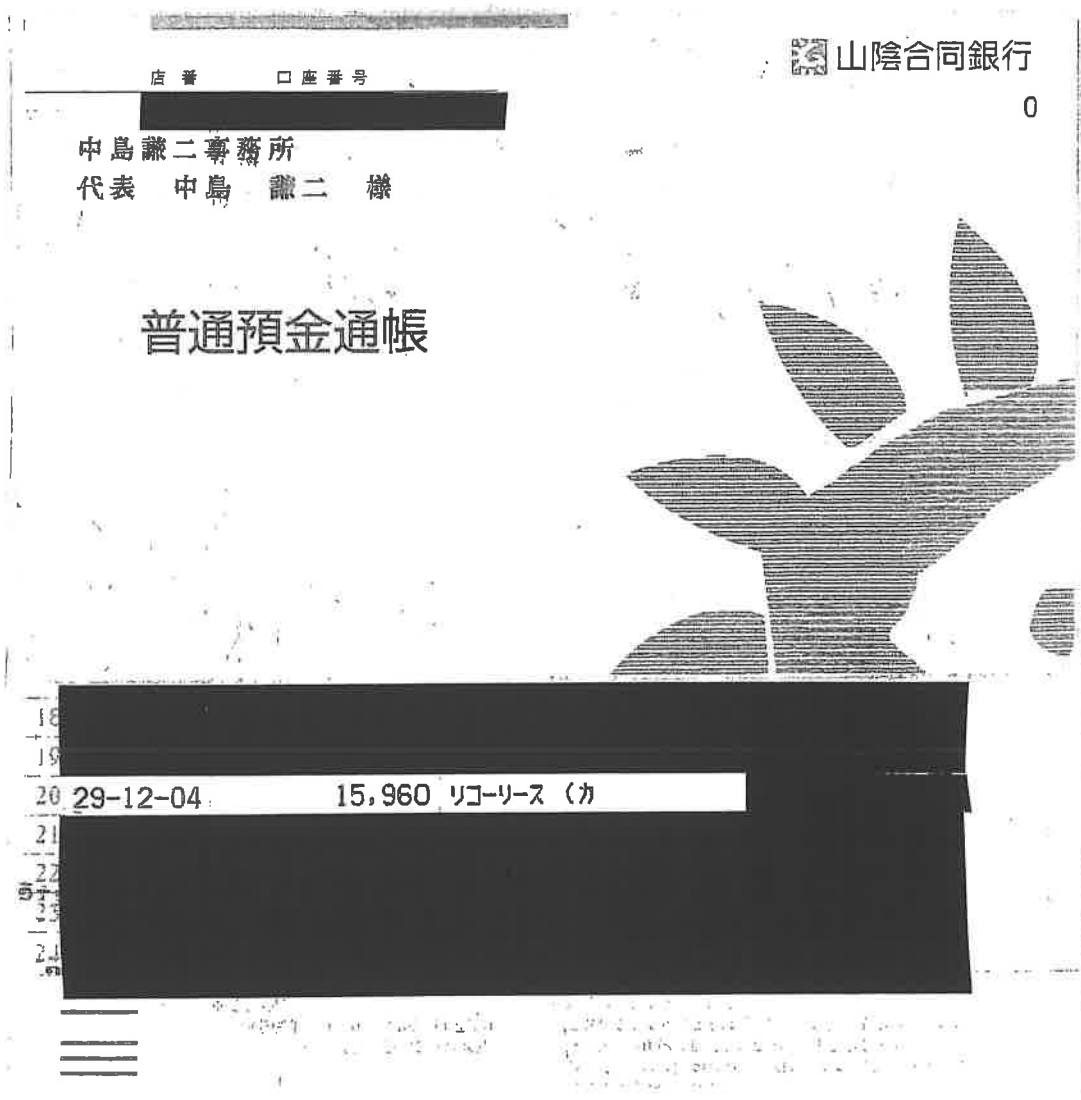 山陰合同銀行
店番 口座番号
0
中島謙二事務所
代表 中島 謙二 様
普通預金通帳
18
19
20 29-12-04 15,960 リコーリース (カ
21
22
23
24